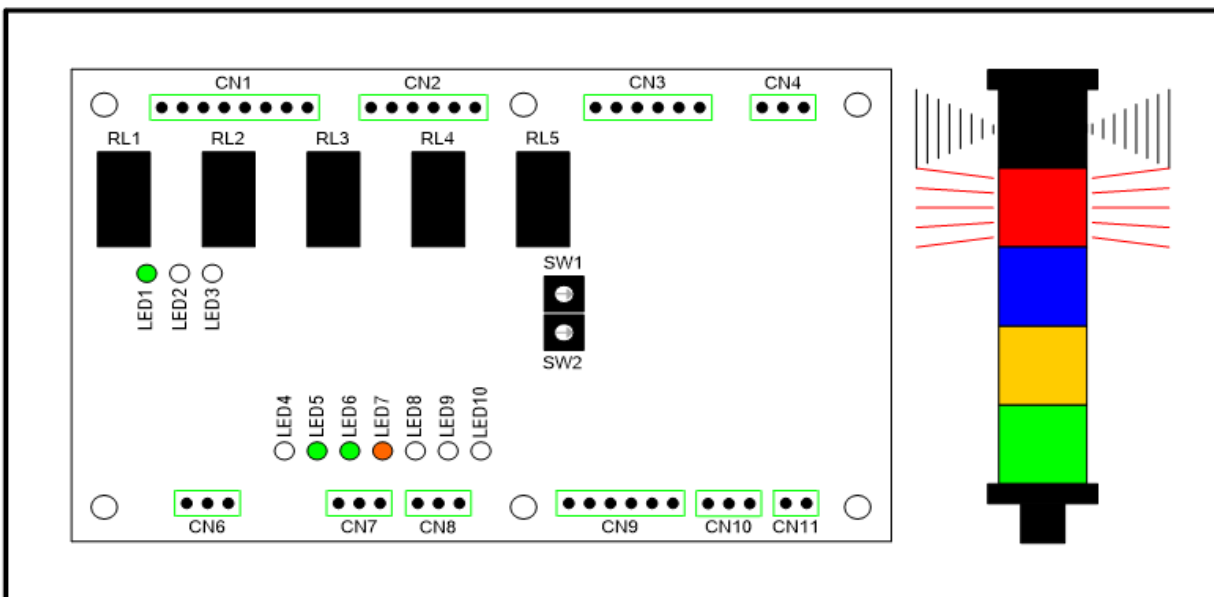 CN1 CN2 CN3 CN4
RL1 RL2 RL3 RL4 RL5
SW1
LED1 LED2 LED3
SW2
LED4 LED5 LED6 LED7 LED8 LED9 LED10
CN6 CN7 CN8 CN9 CN10 CN11